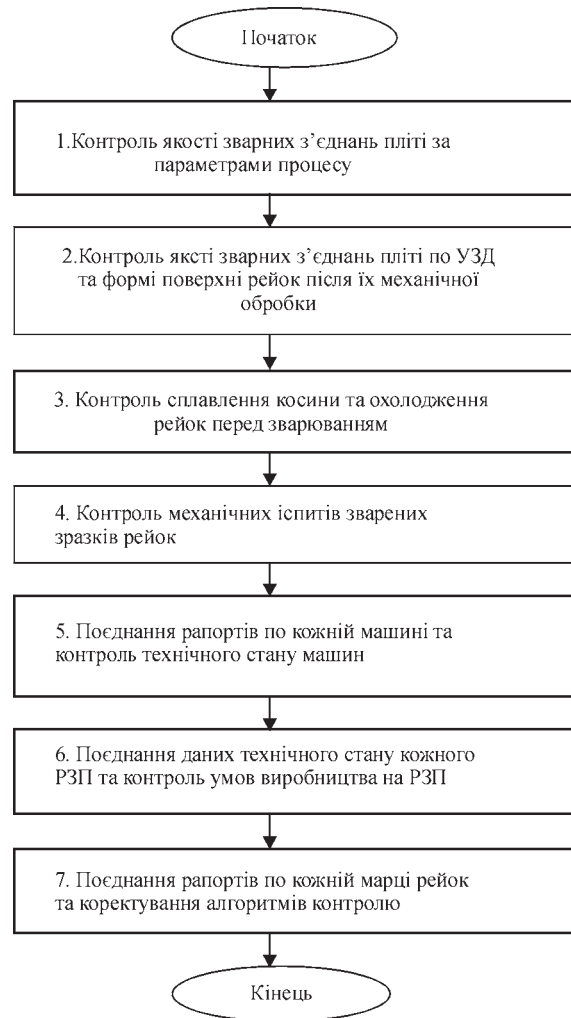 Початок
1.Контроль якості зварних з’єднань пліті за
параметрами процесу
2.Контроль яксті зварних з’єднань пліті по УЗД
та формі поверхні рейок після їх механічної
обробки
3. Контроль сплавлення косини та охолодження
рейок перед зварюванням
4. Контроль механічних іспитів зварених
зразків рейок
5. Поєднання рапортів по кожній машині та
контроль технічного стану машин
6. Поєднання даних технічного стану кожного
РЗП та контроль умов виробництва на РЗП
7. Поєднання рапортів по кожній марці рейок
та коректування алгоритмів контролю
Кінець